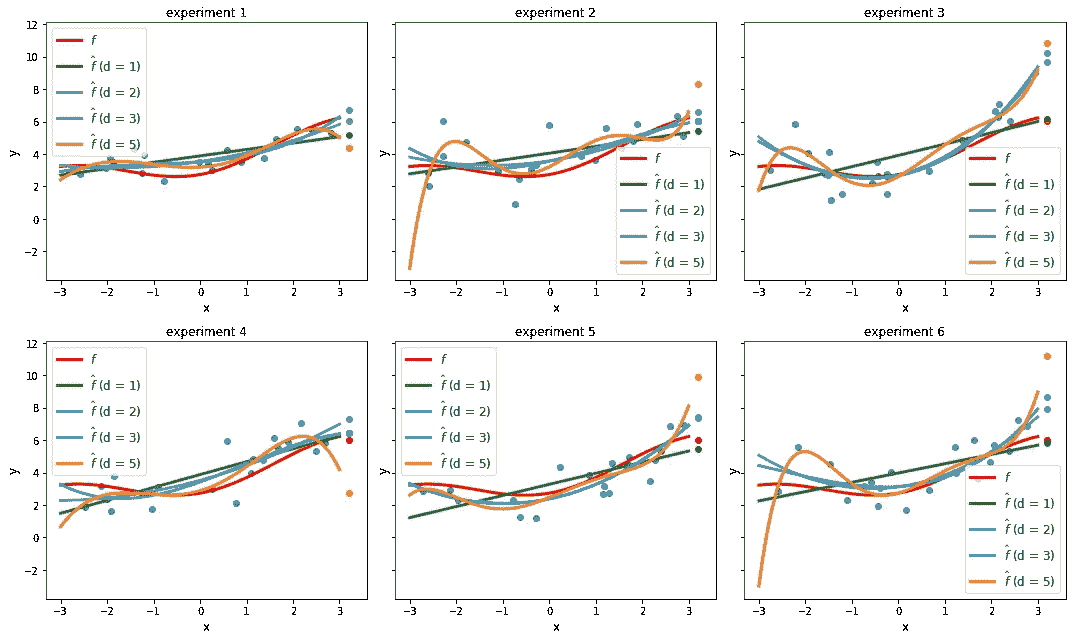 experiment 1
y
12
10
8
6
4
2
0
−2
f
f̂ (d = 1)
f̂ (d = 2)
f̂ (d = 3)
f̂ (d = 5)
−3 −2 −1 0 1 2 3
x
experiment 2
y
f
f̂ (d = 1)
f̂ (d = 2)
f̂ (d = 3)
f̂ (d = 5)
−3 −2 −1 0 1 2 3
x
experiment 3
y
f
f̂ (d = 1)
f̂ (d = 2)
f̂ (d = 3)
f̂ (d = 5)
−3 −2 −1 0 1 2 3
x
experiment 4
y
12
10
8
6
4
2
0
−2
f
f̂ (d = 1)
f̂ (d = 2)
f̂ (d = 3)
f̂ (d = 5)
−3 −2 −1 0 1 2 3
x
experiment 5
y
f
f̂ (d = 1)
f̂ (d = 2)
f̂ (d = 3)
f̂ (d = 5)
−3 −2 −1 0 1 2 3
x
experiment 6
y
f
f̂ (d = 1)
f̂ (d = 2)
f̂ (d = 3)
f̂ (d = 5)
−3 −2 −1 0 1 2 3
x